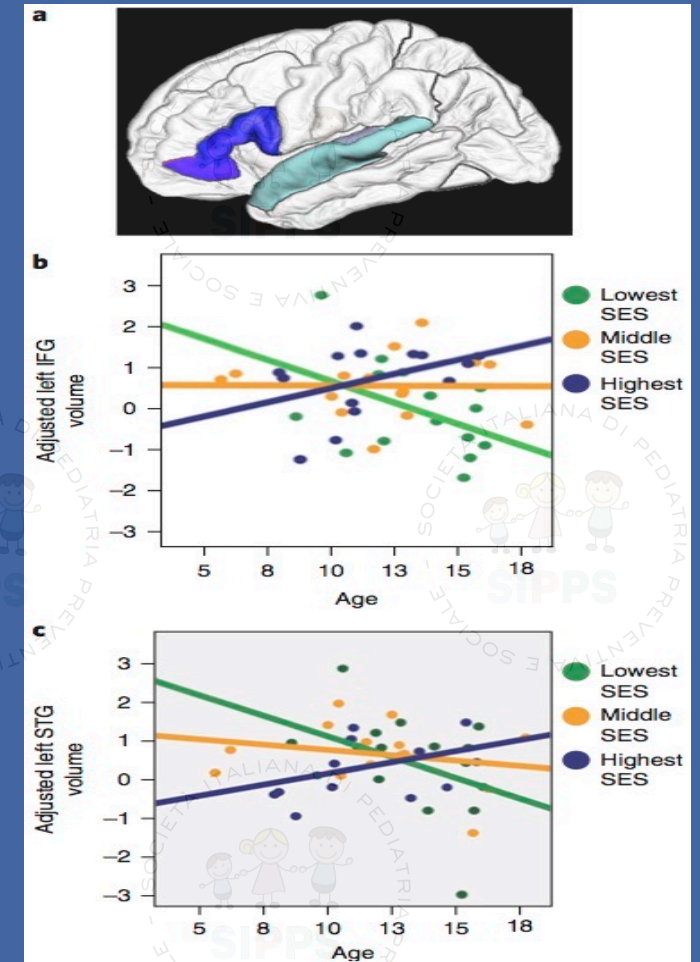 a
SIPPS
b
Adjusted left IFG
volume
3
2
1
0
–1
–2
–3
5 8 10 13 15 18
Age
Lowest
SES
Middle
SES
Highest
SES
SOCIETÀ ITALIANA DI PEDIATRIA PREVENTIVA E SOCIALE
SIPPS
c
Adjusted left STG
volume
3
2
1
0
–1
–2
–3
5 8 10 13 15 18
Age
Lowest
SES
Middle
SES
Highest
SES
SIPPS